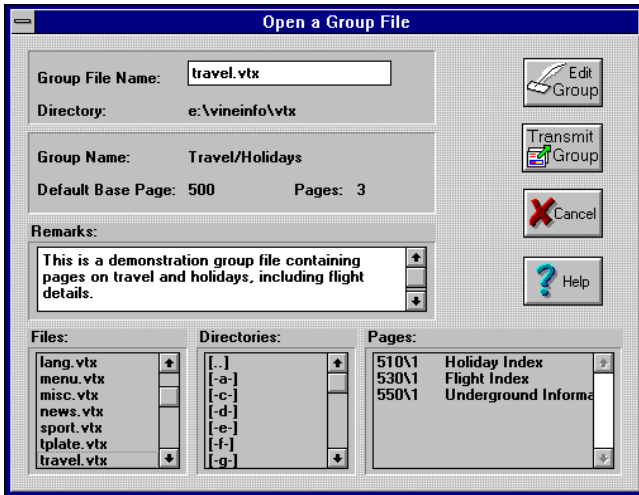 Open a Group File
Group File Name: travel.vtx
Directory: e:\vineinfo\vtx
Group Name: Travel/Holidays
Default Base Page: 500 Pages: 3
Remarks:
This is a demonstration group file containing
pages on travel and holidays, including flight
details.
Edit
Group
Transmit
Group
Cancel
? Help
Files:
lang.vtx
menu.vtx
misc.vtx
news.vtx
sport.vtx
tplate.vtx
travel.vtx
Directories:
[..]
[-a-]
[-c-]
[-d-]
[-e-]
[-f-]
[-g-]
Pages:
510\1 Holiday Index
530\1 Flight Index
550\1 Underground Informa